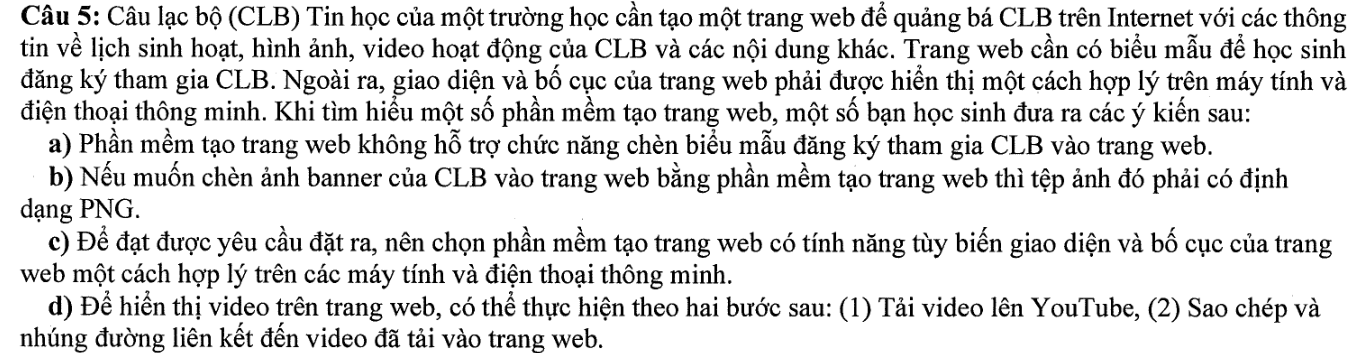 Câu 5: Câu lạc bộ (CLB) Tin học của một trường học cần tạo một trang web để quảng bá CLB trên Internet với các thông
tin về lịch sinh hoạt, hình ảnh, video hoạt động của CLB và các nội dung khác. Trang web cần có biểu mẫu để học sinh
đăng ký tham gia CLB. Ngoài ra, giao diện và bố cục của trang web phải được hiển thị một cách hợp lý trên máy tính và
điện thoại thông minh. Khi tìm hiểu một số phần mềm tạo trang web, một số bạn học sinh đưa ra các ý kiến sau:
a) Phần mềm tạo trang web không hỗ trợ chức năng chèn biểu mẫu đăng ký tham gia CLB vào trang web.
b) Nếu muốn chèn ảnh banner của CLB vào trang web bằng phần mềm tạo trang web thì tệp ảnh đó phải có định
dạng PNG.
c) Để đạt được yêu cầu đặt ra, nên chọn phần mềm tạo trang web có tính năng tùy biến giao diện và bố cục của trang
web một cách hợp lý trên các máy tính và điện thoại thông minh.
d) Để hiển thị video trên trang web, có thể thực hiện theo hai bước sau: (1) Tải video lên YouTube, (2) Sao chép và
nhúng đường liên kết đến video đã tải vào trang web.